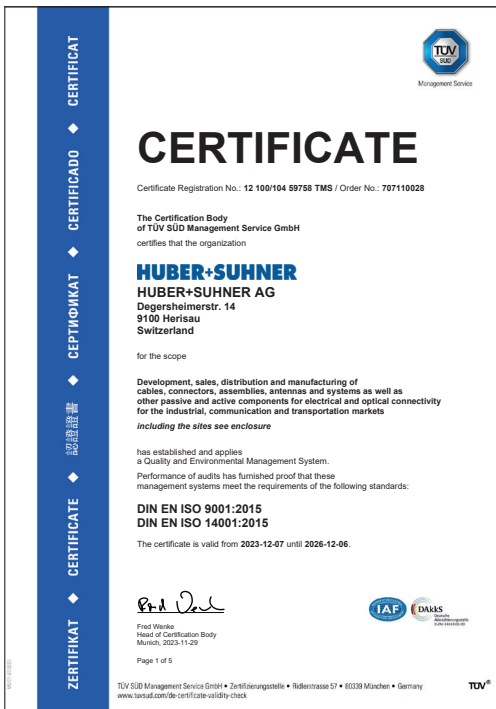 TÜV
SÜD
Management Service
ZERTIFIKAT ◆ CERTIFICATE ◆ 認證證書 ◆ СЕРТИФИКАТ ◆ CERTIFICADO ◆ CERTIFICAT
CERTIFICATE
Certificate Registration No.: 12 100/104 59758 TMS / Order No.: 707110028
The Certification Body
of TÜV SÜD Management Service GmbH
certifies that the organization
HUBER+SUHNER
HUBER+SUHNER AG
Degersheimerstr. 14
9100 Herisau
Switzerland
for the scope
Development, sales, distribution and manufacturing of
cables, connectors, assemblies, antennas and systems as well as
other passive and active components for electrical and optical connectivity
for the industrial, communication and transportation markets
including the sites see enclosure
has established and applies
a Quality and Environmental Management System.
Performance of audits has furnished proof that these
management systems meet the requirements of the following standards:
DIN EN ISO 9001:2015
DIN EN ISO 14001:2015
The certificate is valid from 2023-12-07 until 2026-12-06.
Fred Wenke
Head of Certification Body
Munich, 2023-11-29
Page 1 of 5
IAF
DAkkS
Deutsche
Akkreditierungsstelle
TÜV SÜD Management Service GmbH • Zertifizierungsstelle • Ridlerstrasse 57 • 80339 München • Germany
www.tuvsud.com/de-certificate-validity-check
TÜV®